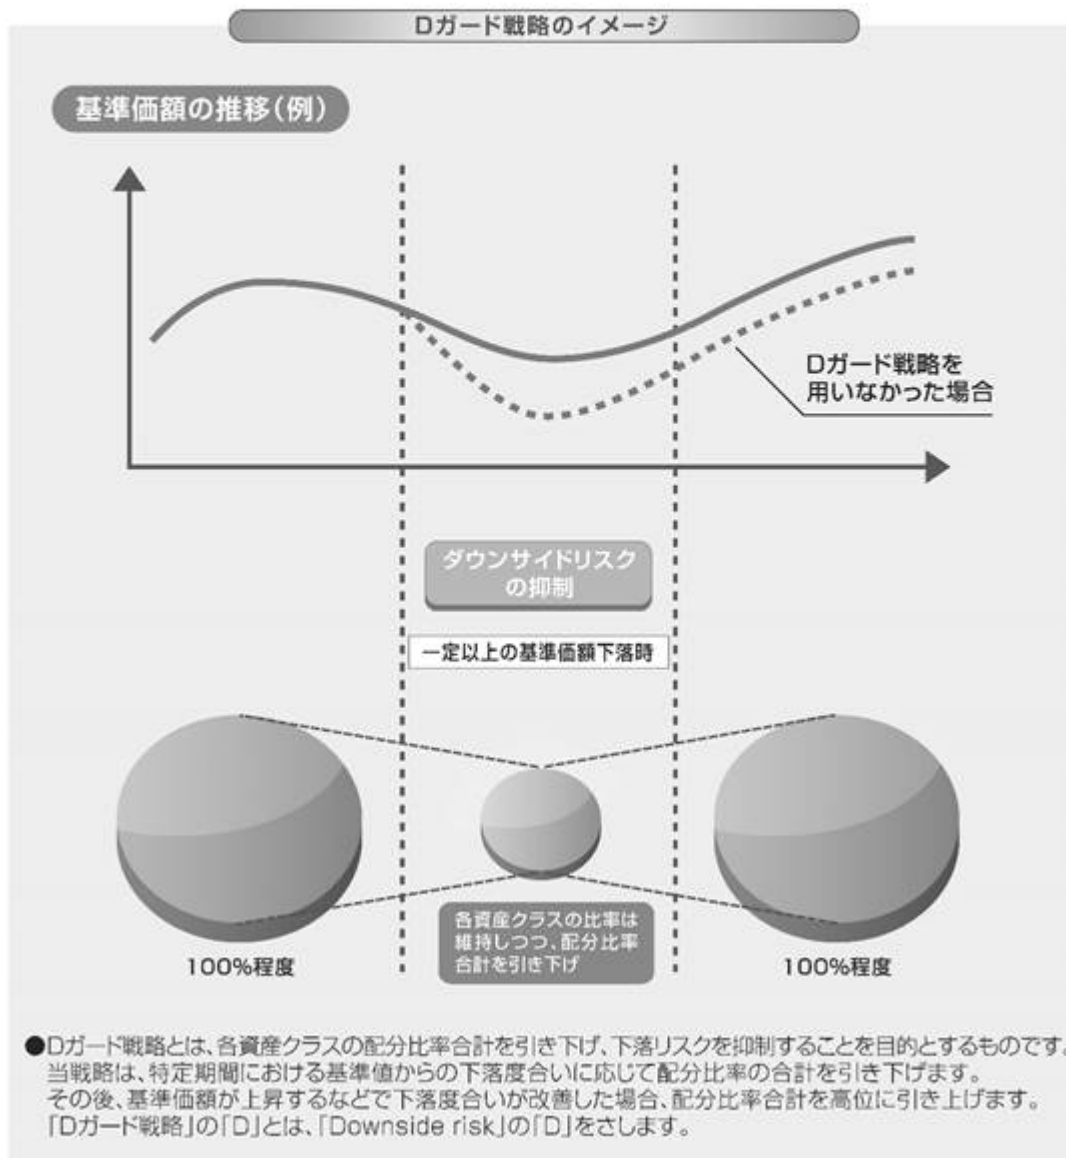 Dガード戦略のイメージ
基準価額の推移(例)
Dガード戦略を
用いなかった場合
ダウンサイドリスク
の抑制
一定以上の基準価額下落時
各資産クラスの比率は
維持しつつ、配分比率
合計を引き下げ
100%程度
100%程度
●Dガード戦略とは、各資産クラスの配分比率合計を引き下げ、下落リスクを抑制することを目的とするものです。
当戦略は、特定期間における基準値からの下落度合いに応じて配分比率の合計を引き下げます。
その後、基準価額が上昇するなどで下落度合いが改善した場合、配分比率合計を高位に引き上げます。
「Dガード戦略」の「D」とは、「Downside risk」の「D」をさします。